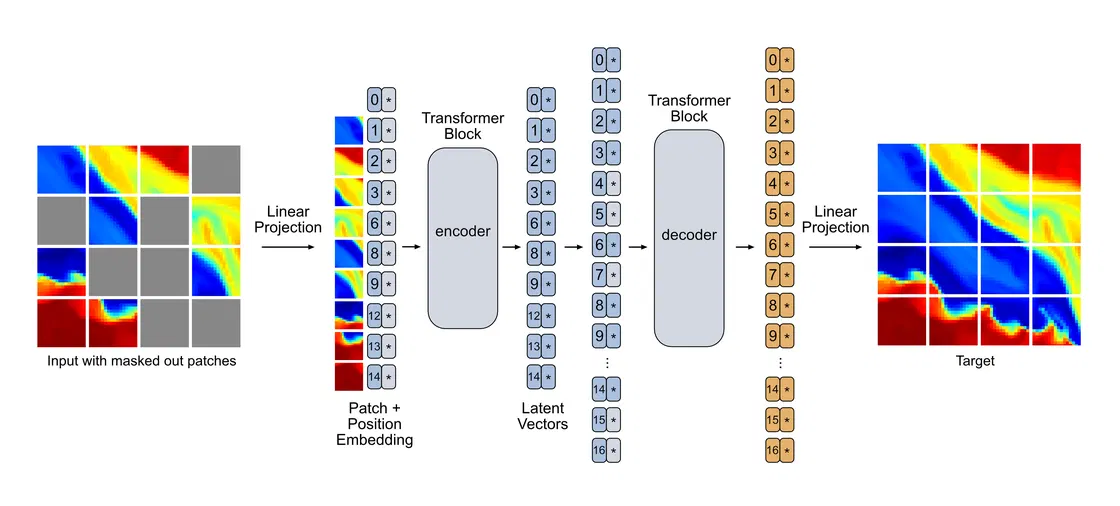 Input with masked out patches
Linear
Projection
0 *
1 *
2 *
3 *
6 *
8 *
9 *
12 *
13 *
14 *
Patch +
Position
Embedding
Transformer
Block
encoder
0 *
1 *
2 *
3 *
6 *
8 *
9 *
12 *
13 *
14 *
Latent
Vectors
0 *
1 *
2 *
3 *
4 *
5 *
6 *
7 *
8 *
9 *
⋮
14 *
15 *
16 *
Transformer
Block
decoder
0 *
1 *
2 *
3 *
4 *
5 *
6 *
7 *
8 *
9 *
⋮
14 *
15 *
16 *
Linear
Projection
Target